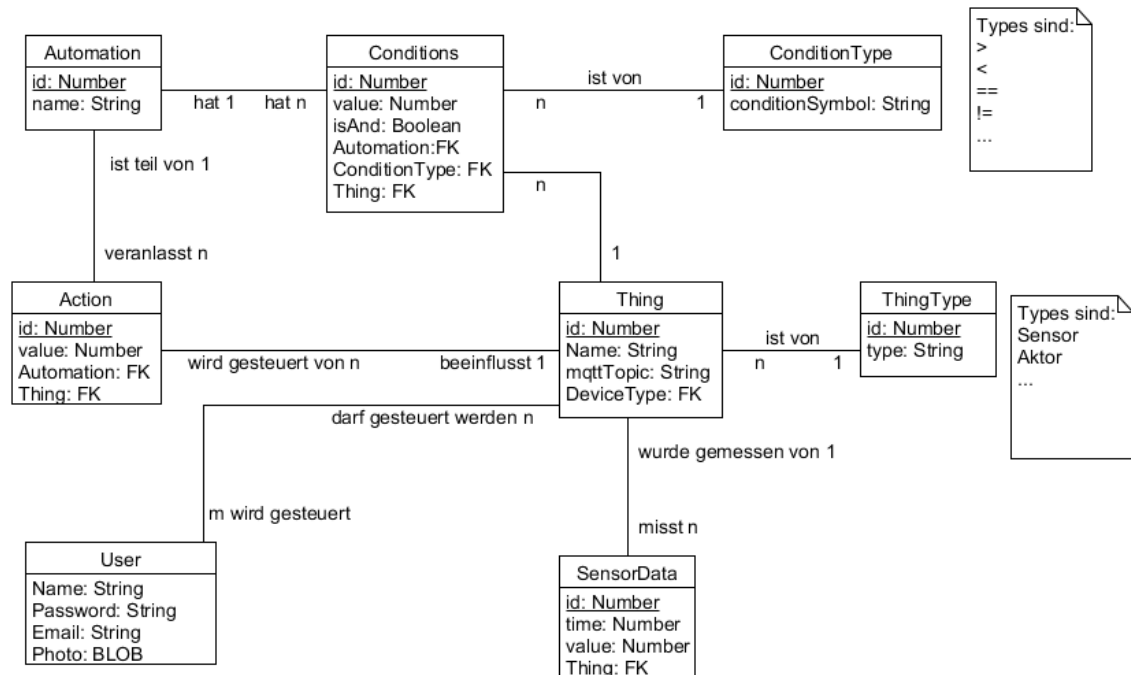 Automation
id: Number
name: String
hat 1
hat n
Conditions
id: Number
value: Number
isAnd: Boolean
Automation:FK
ConditionType: FK
Thing: FK
ist von
n
1
ConditionType
id: Number
conditionSymbol: String
Types sind:
>
<
==
!=
...
ist teil von 1
veranlasst n
n
1
Action
id: Number
value: Number
Automation: FK
Thing: FK
wird gesteuert von n
beeinflusst 1
Thing
id: Number
Name: String
mqttTopic: String
DeviceType: FK
ist von
n
1
ThingType
id: Number
type: String
Types sind:
Sensor
Aktor
...
darf gesteuert werden n
m wird gesteuert
wurde gemessen von 1
misst n
User
Name: String
Password: String
Email: String
Photo: BLOB
SensorData
id: Number
time: Number
value: Number
Thing: FK